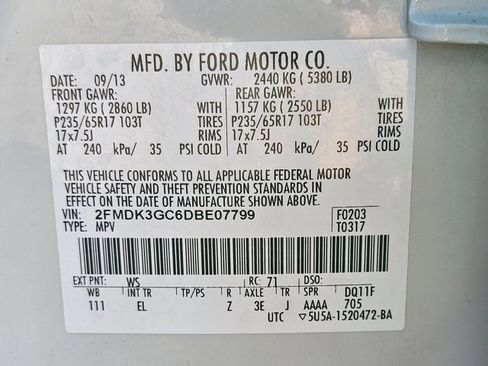 MFD. BY FORD MOTOR CO.
DATE: 09/13 GVWR: 2440 KG ( 5380 LB)
FRONT GAWR: REAR GAWR:
1297 KG ( 2860 LB) WITH 1157 KG ( 2550 LB) WITH
P235/65R17 103T TIRES P235/65R17 103T TIRES
17x7.5J RIMS 17x7.5J RIMS
AT 240 kPa/ 35 PSI COLD AT 240 kPa/ 35 PSI COLD
THIS VEHICLE CONFORMS TO ALL APPLICABLE FEDERAL MOTOR
VEHICLE SAFETY AND THEFT PREVENTION STANDARDS IN
EFFECT ON THE DATE OF MANUFACTURE SHOWN ABOVE.
VIN: 2FMDK3GC6DBE07799 F0203
TYPE: MPV T0317
EXT PNT: WS RC: 71 DSO:
WB INT TR TP/PS R AXLE TR SPR DQ11F
111 EL Z 3E J AAAA 705
UTC ▽5U5A-1520472-BA